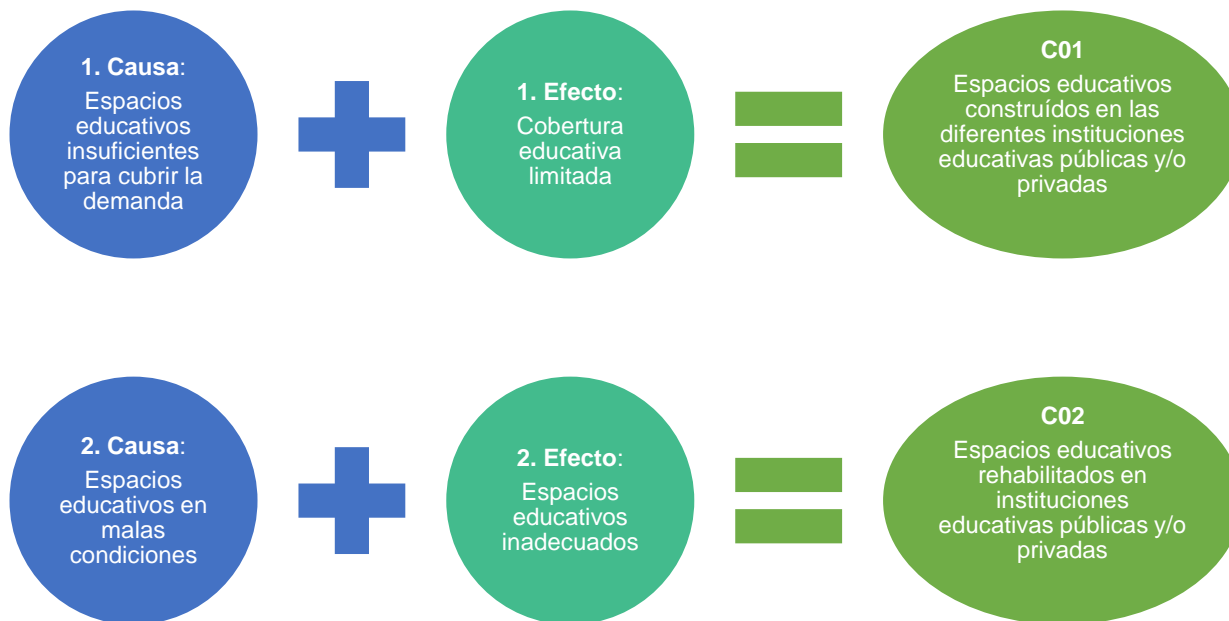 1. Causa:
Espacios
educativos
insuficientes
para cubrir la
demanda
1. Efecto:
Cobertura
educativa
limitada
C01
Espacios educativos
construídos en las
diferentes instituciones
educativas públicas y/o
privadas
2. Causa:
Espacios
educativos en
malas
condiciones
2. Efecto:
Espacios
educativos
inadecuados
C02
Espacios educativos
rehabilitados en
instituciones
educativas públicas y/o
privadas